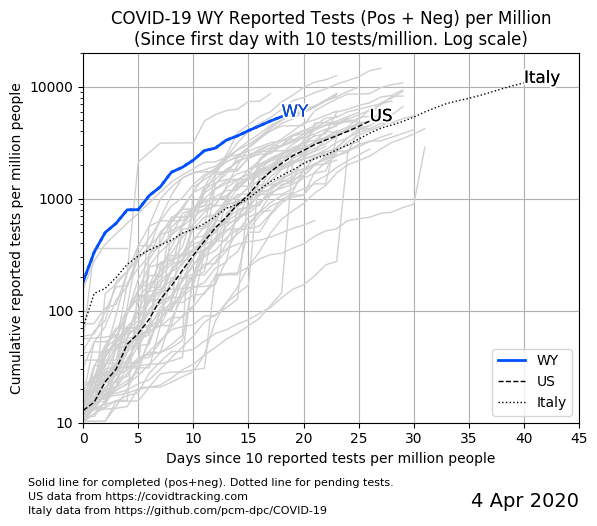 COVID-19 WY Reported Tests (Pos + Neg) per Million
(Since first day with 10 tests/million. Log scale)
Cumulative reported tests per million people
10000
1000
100
10
WY
US
Italy
WY
US
Italy
0
5
10
15
20
25
30
35
40
45
Days since 10 reported tests per million people
Solid line for completed (pos+neg). Dotted line for pending tests.
US data from https://covidtracking.com
Italy data from https://github.com/pcm-dpc/COVID-19
4 Apr 2020